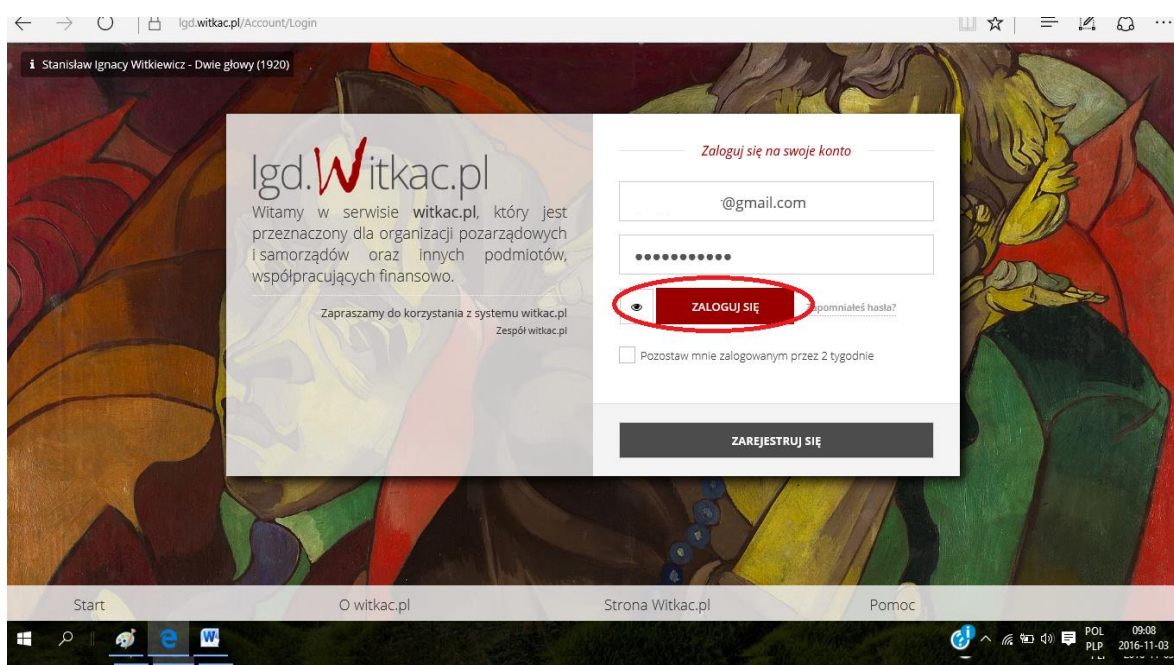 lgd.witkac.pl/Account/Login
i Stanisław Ignacy Witkiewicz - Dwie głowy (1920)
lgd.Witkac.pl
Witamy w serwisie witkac.pl, który jest
przeznaczony dla organizacji pozarządowych
i samorządów oraz innych podmiotów,
współpracujących finansowo.
Zapraszamy do korzystania z systemu witkac.pl
Zespół witkac.pl
Zaloguj się na swoje konto
@gmail.com
ZALOGUJ SIĘ
Zapomniałeś hasła?
Pozostaw mnie zalogowanym przez 2 tygodnie
ZAREJESTRUJ SIĘ
Start O witkac.pl Strona Witkac.pl Pomoc
POL 09:08
PLP 2016-11-03